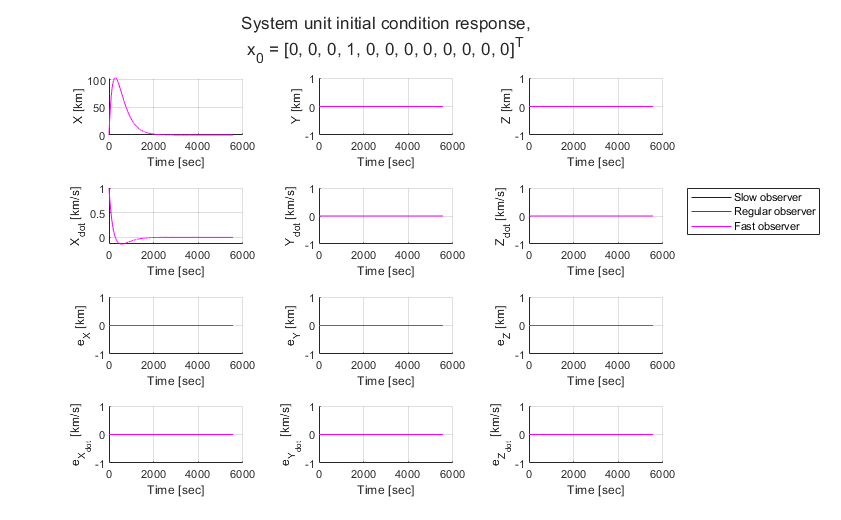 System unit initial condition response,
x0 = [0, 0, 0, 1, 0, 0, 0, 0, 0, 0, 0, 0]T
100
50
0
X [km]
0 2000 4000 6000
Time [sec]
1
0
-1
Y [km]
0 2000 4000 6000
Time [sec]
1
0
-1
Z [km]
0 2000 4000 6000
Time [sec]
1
0.5
0
Xdot [km/s]
0 2000 4000 6000
Time [sec]
1
0
-1
Ydot [km/s]
0 2000 4000 6000
Time [sec]
1
0
-1
Zdot [km/s]
0 2000 4000 6000
Time [sec]
Slow observer
Regular observer
Fast observer
1
0
-1
eX [km]
0 2000 4000 6000
Time [sec]
1
0
-1
eY [km]
0 2000 4000 6000
Time [sec]
1
0
-1
eZ [km]
0 2000 4000 6000
Time [sec]
1
0
-1
eXdot [km/s]
0 2000 4000 6000
Time [sec]
1
0
-1
eYdot [km/s]
0 2000 4000 6000
Time [sec]
1
0
-1
eZdot [km/s]
0 2000 4000 6000
Time [sec]